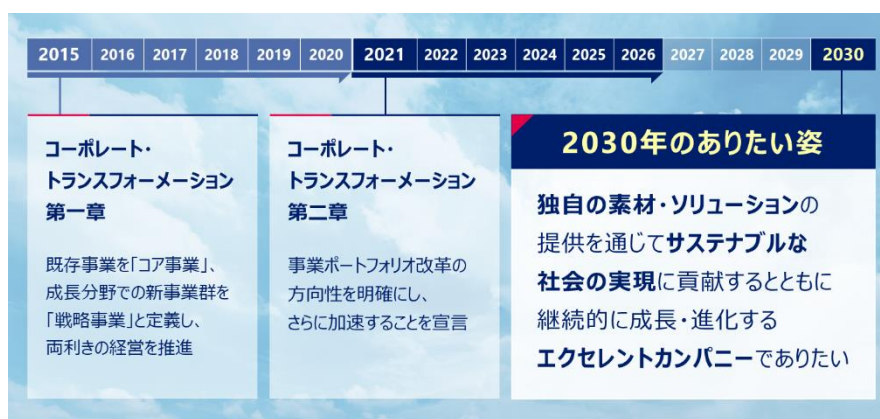 2015 2016 2017 2018 2019 2020 2021 2022 2023 2024 2025 2026 2027 2028 2029 2030
コーポレート・
トランスフォーメーション
第一章
既存事業を「コア事業」、
成長分野での新事業群を
「戦略事業」と定義し、
両利きの経営を推進
コーポレート・
トランスフォーメーション
第二章
事業ポートフォリオ改革の
方向性を明確にし、
さらに加速することを宣言
2030年のありたい姿
独自の素材・ソリューションの
提供を通じてサステナブルな
社会の実現に貢献するとともに
継続的に成長・進化する
エクセレントカンパニーでありたい